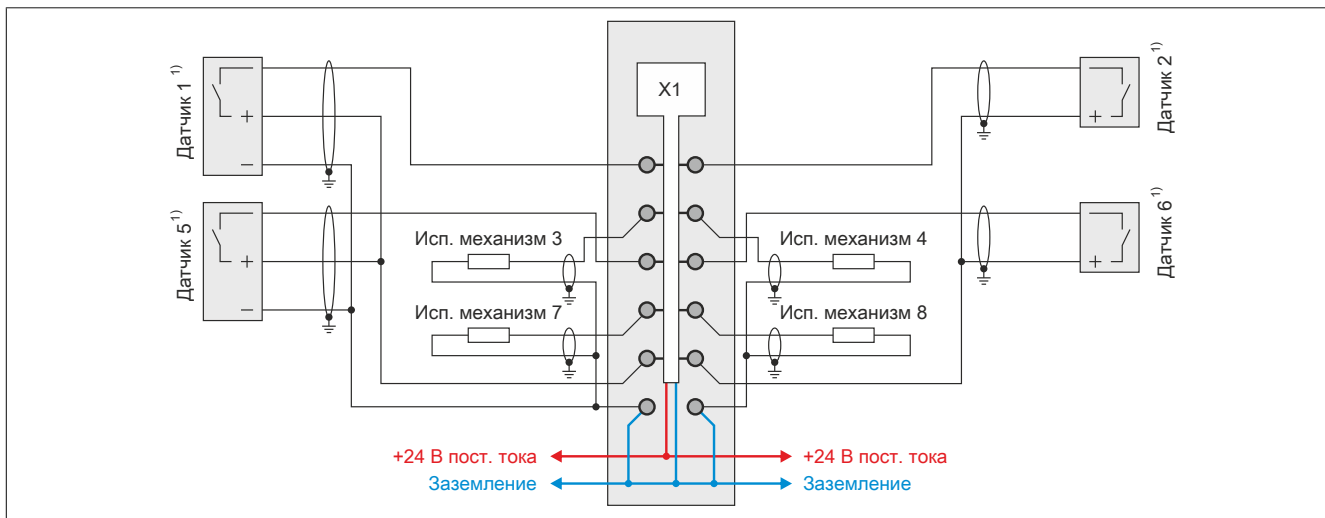 X1
Датчик 1 1)
+
–
Датчик 2 1)
+
Датчик 5 1)
+
–
Датчик 6 1)
+
Исп. механизм 3
Исп. механизм 4
Исп. механизм 7
Исп. механизм 8
+24 В пост. тока
+24 В пост. тока
Заземление
Заземление